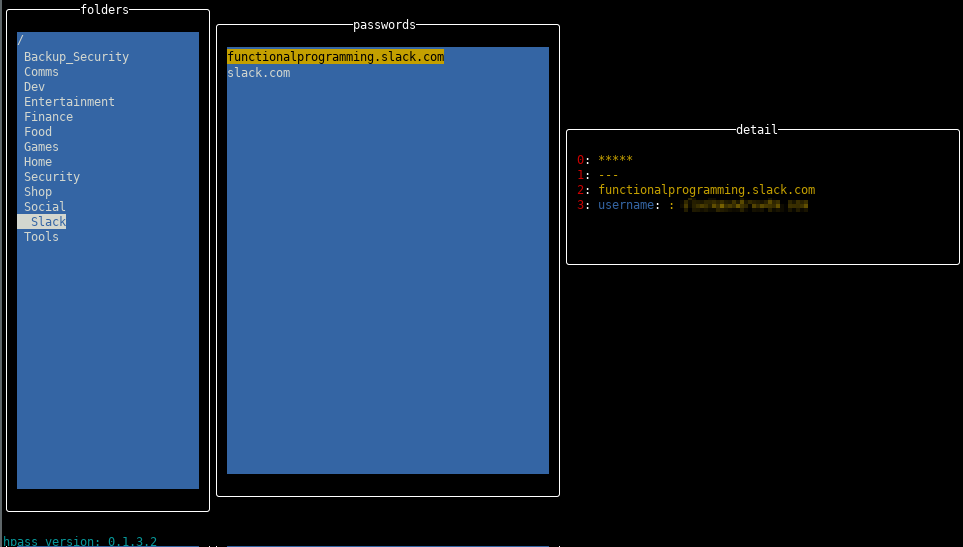 folders
/
Backup_Security
Comms
Dev
Entertainment
Finance
Food
Games
Home
Security
Shop
Social
Slack
Tools
passwords
functionalprogramming.slack.com
slack.com
detail
0: *****
1: ---
2: functionalprogramming.slack.com
3: username: :
hpass version: 0.1.3.2